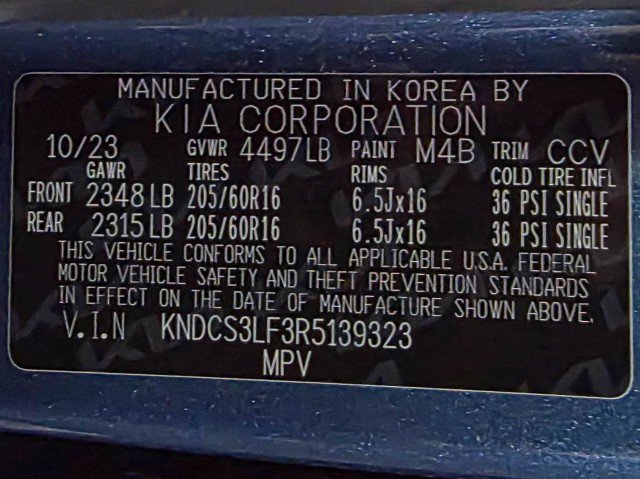 MANUFACTURED IN KOREA BY
KIA CORPORATION
10/23 GVWR 4497LB PAINT M4B TRIM CCV
GAWR TIRES RIMS COLD TIRE INFL
FRONT 2348LB 205/60R16 6.5Jx16 36 PSI SINGLE
REAR 2315LB 205/60R16 6.5Jx16 36 PSI SINGLE
THIS VEHICLE CONFORMS TO ALL APPLICABLE U.S.A. FEDERAL
MOTOR VEHICLE SAFETY AND THEFT PREVENTION STANDARDS
IN EFFECT ON THE DATE OF MANUFACTURE SHOWN ABOVE.
V.I.N KNDCS3LF3R5139323
MPV